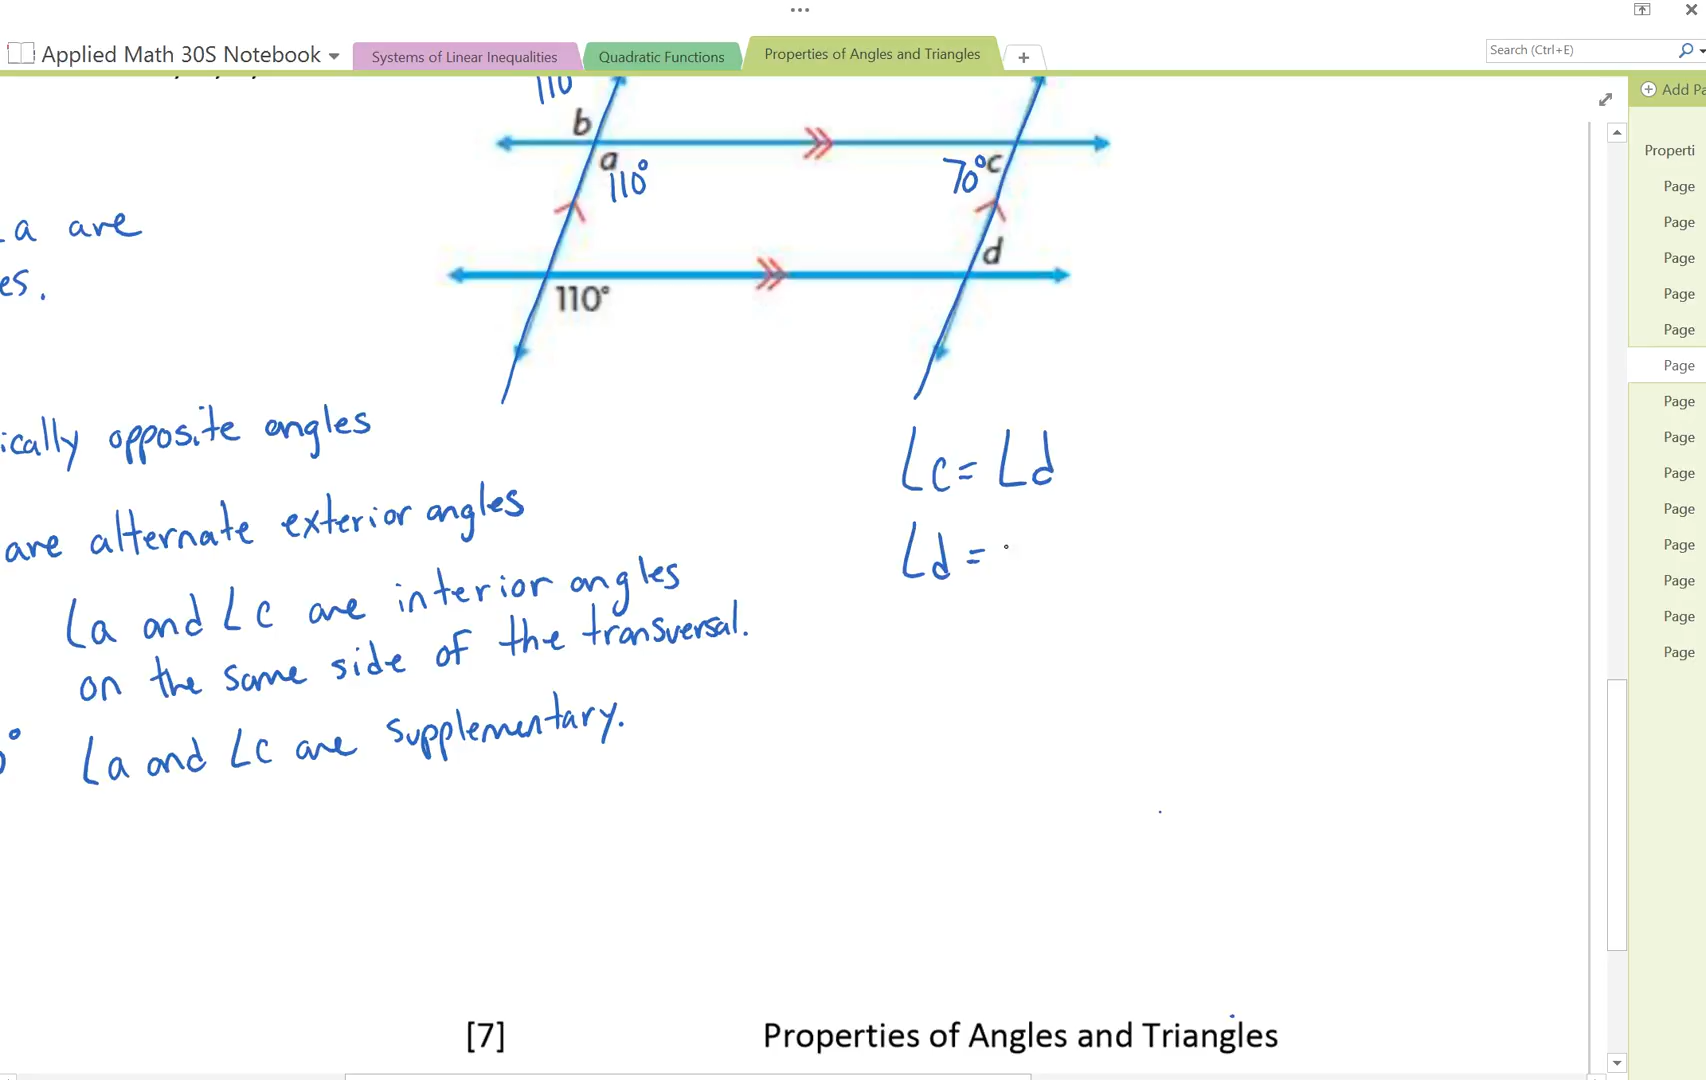 Applied Math 30S Notebook
Systems of Linear Inequalities
Quadratic Functions
Properties of Angles and Triangles
Search (Ctrl+E)
Add Pa
Properti
Page
Page
Page
Page
Page
Page
Page
Page
Page
Page
Page
Page
Page
Page
110
b
a
110°
70°
c
d
110°
a are
es.
ically opposite angles
are alternate exterior angles
∠a and ∠c are interior angles
on the same side of the transversal.
° ∠a and ∠c are supplementary.
∠c = ∠d
∠d =
[7]
Properties of Angles and Triangles